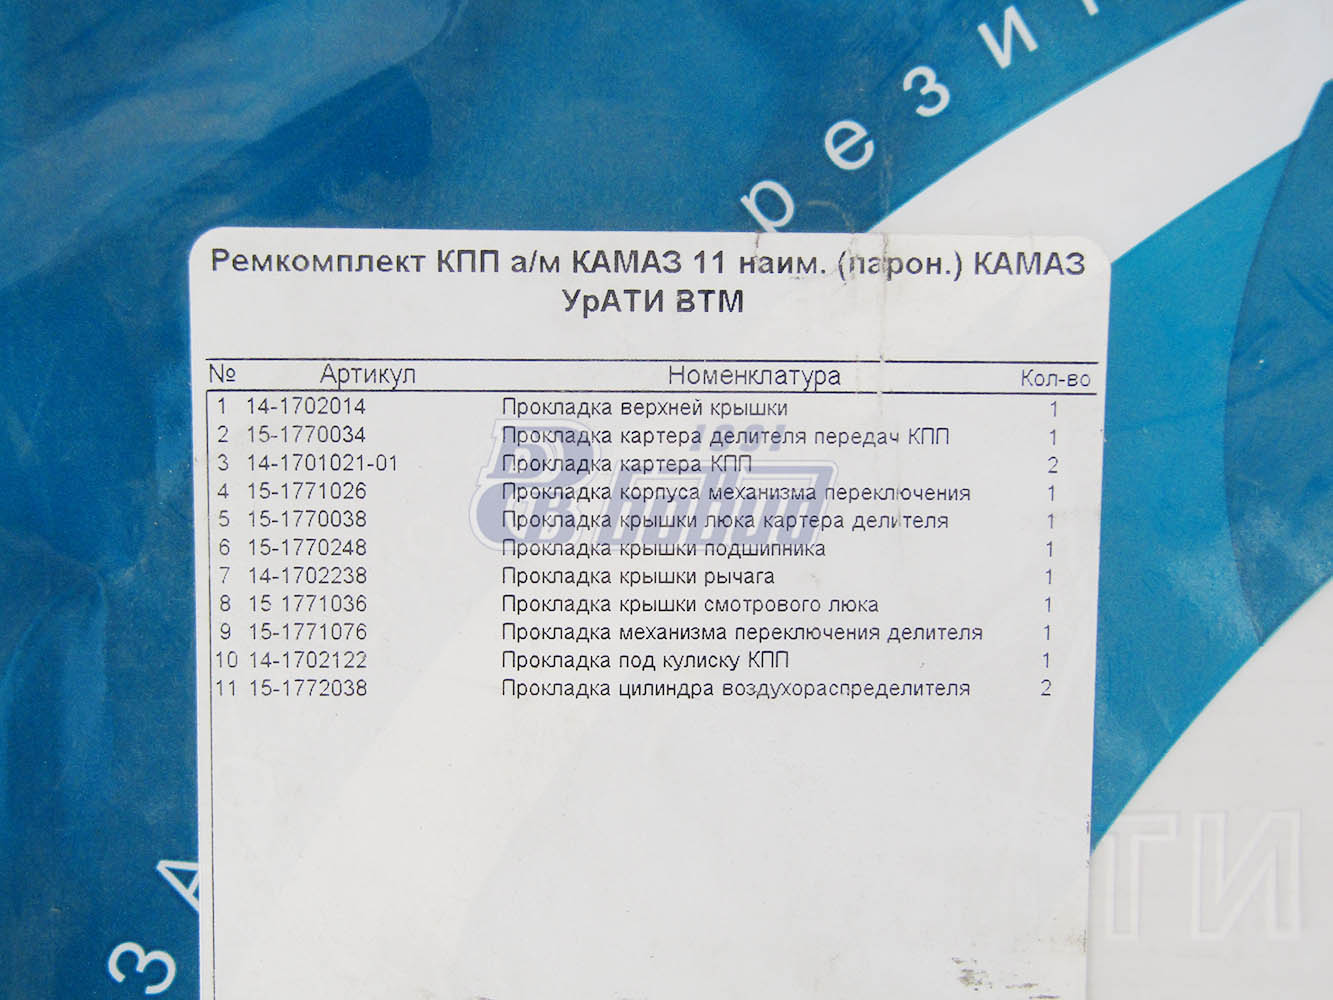 рези
Ремкомплект КПП а/м КАМАЗ 11 наим. (парон.) КАМАЗ
УрАТИ ВТМ
№ Артикул Номенклатура Кол-во
1 14-1702014 Прокладка верхней крышки 1
2 15-1770034 Прокладка картера делителя передач КПП 1
3 14-1701021-01 Прокладка картера КПП 2
4 15-1771026 Прокладка корпуса механизма переключения 1
5 15-1770038 Прокладка крышки люка картера делителя 1
6 15-1770248 Прокладка крышки подшипника 1
7 14-1702238 Прокладка крышки рычага 1
8 15 1771036 Прокладка крышки смотрового люка 1
9 15-1771076 Прокладка механизма переключения делителя 1
10 14-1702122 Прокладка под кулиску КПП 1
11 15-1772038 Прокладка цилиндра воздухораспределителя 2
1991
ТИ
ЗА